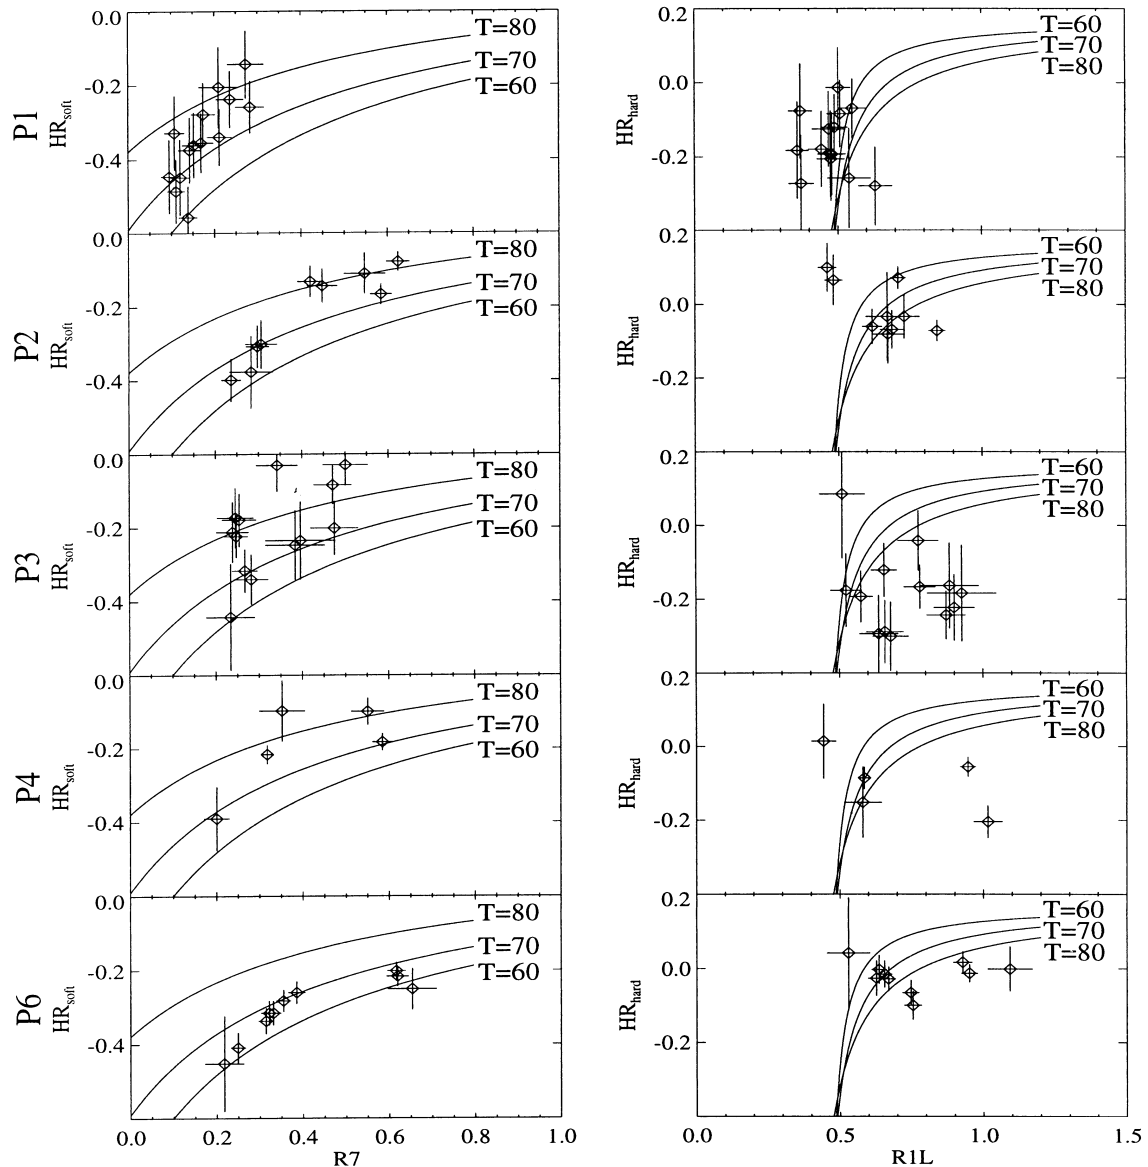 P1
HR_soft
0.0
-0.2
-0.4
T=80
T=70
T=60
HR_hard
0.2
0.0
-0.2
T=60
T=70
T=80
P2
HR_soft
0.0
-0.2
-0.4
T=80
T=70
T=60
HR_hard
0.2
0.0
-0.2
T=60
T=70
T=80
P3
HR_soft
0.0
-0.2
-0.4
T=80
T=70
T=60
HR_hard
0.2
0.0
-0.2
T=60
T=70
T=80
P4
HR_soft
0.0
-0.2
-0.4
T=80
T=70
T=60
HR_hard
0.2
0.0
-0.2
T=60
T=70
T=80
P6
HR_soft
0.0
-0.2
-0.4
T=80
T=70
T=60
HR_hard
0.2
0.0
-0.2
T=60
T=70
T=80
0.0 0.2 0.4 0.6 0.8 1.0
R7
0.0 0.5 1.0 1.5
R1L